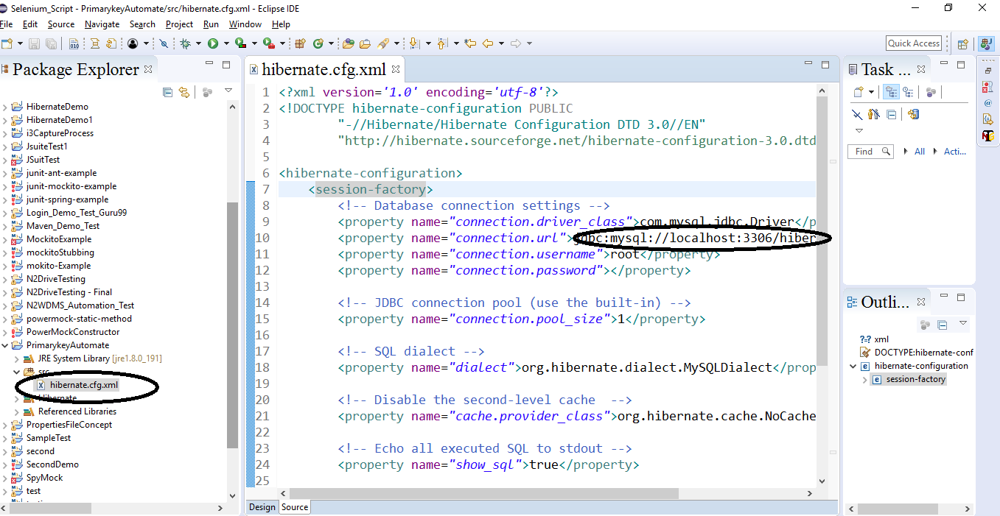 Selenium_Script - PrimarykeyAutomate/src/hibernate.cfg.xml - Eclipse IDE
File Edit Source Navigate Search Project Run Window Help
Quick Access
Package Explorer
HibernateDemo
HibernateDemo1
i3CaptureProcess
JsuiteTest1
JSuitTest
junit-ant-example
junit-mockito-example
junit-spring-example
Login_Demo_Test_Guru99
Maven_Demo_Test
MockitoExample
mockitoStubbing
mokito-Example
N2DriveTesting
N2DriveTesting - Final
N2WDMS_Automation_Test
powermock-static-method
PowerMockConstructor
PrimarykeyAutomate
JRE System Library [jre1.8.0_191]
src
hibernate.cfg.xml
Hibernate
Referenced Libraries
PropertiesFileConcept
SampleTest
second
SecondDemo
SpyMock
test
hibernate.cfg.xml
1 <?xml version='1.0' encoding='utf-8'?>
2 <!DOCTYPE hibernate-configuration PUBLIC
3 "-//Hibernate/Hibernate Configuration DTD 3.0//EN"
4 "http://hibernate.sourceforge.net/hibernate-configuration-3.0.dtd
5
6 <hibernate-configuration>
7 <session-factory>
8 <!-- Database connection settings -->
9 <property name="connection.driver_class">com.mysql.jdbc.Driver</p
10 <property name="connection.url">jdbc:mysql://localhost:3306/hiber
11 <property name="connection.username">root</property>
12 <property name="connection.password"></property>
13
14 <!-- JDBC connection pool (use the built-in) -->
15 <property name="connection.pool_size">1</property>
16
17 <!-- SQL dialect -->
18 <property name="dialect">org.hibernate.dialect.MySQLDialect</prop
19
20 <!-- Disable the second-level cache  -->
21 <property name="cache.provider_class">org.hibernate.cache.NoCache
22
23 <!-- Echo all executed SQL to stdout -->
24 <property name="show_sql">true</property>
25
Design Source
Task ...
Find All Acti...
Outli...
xml
DOCTYPE:hibernate-conf
hibernate-configuration
session-factory